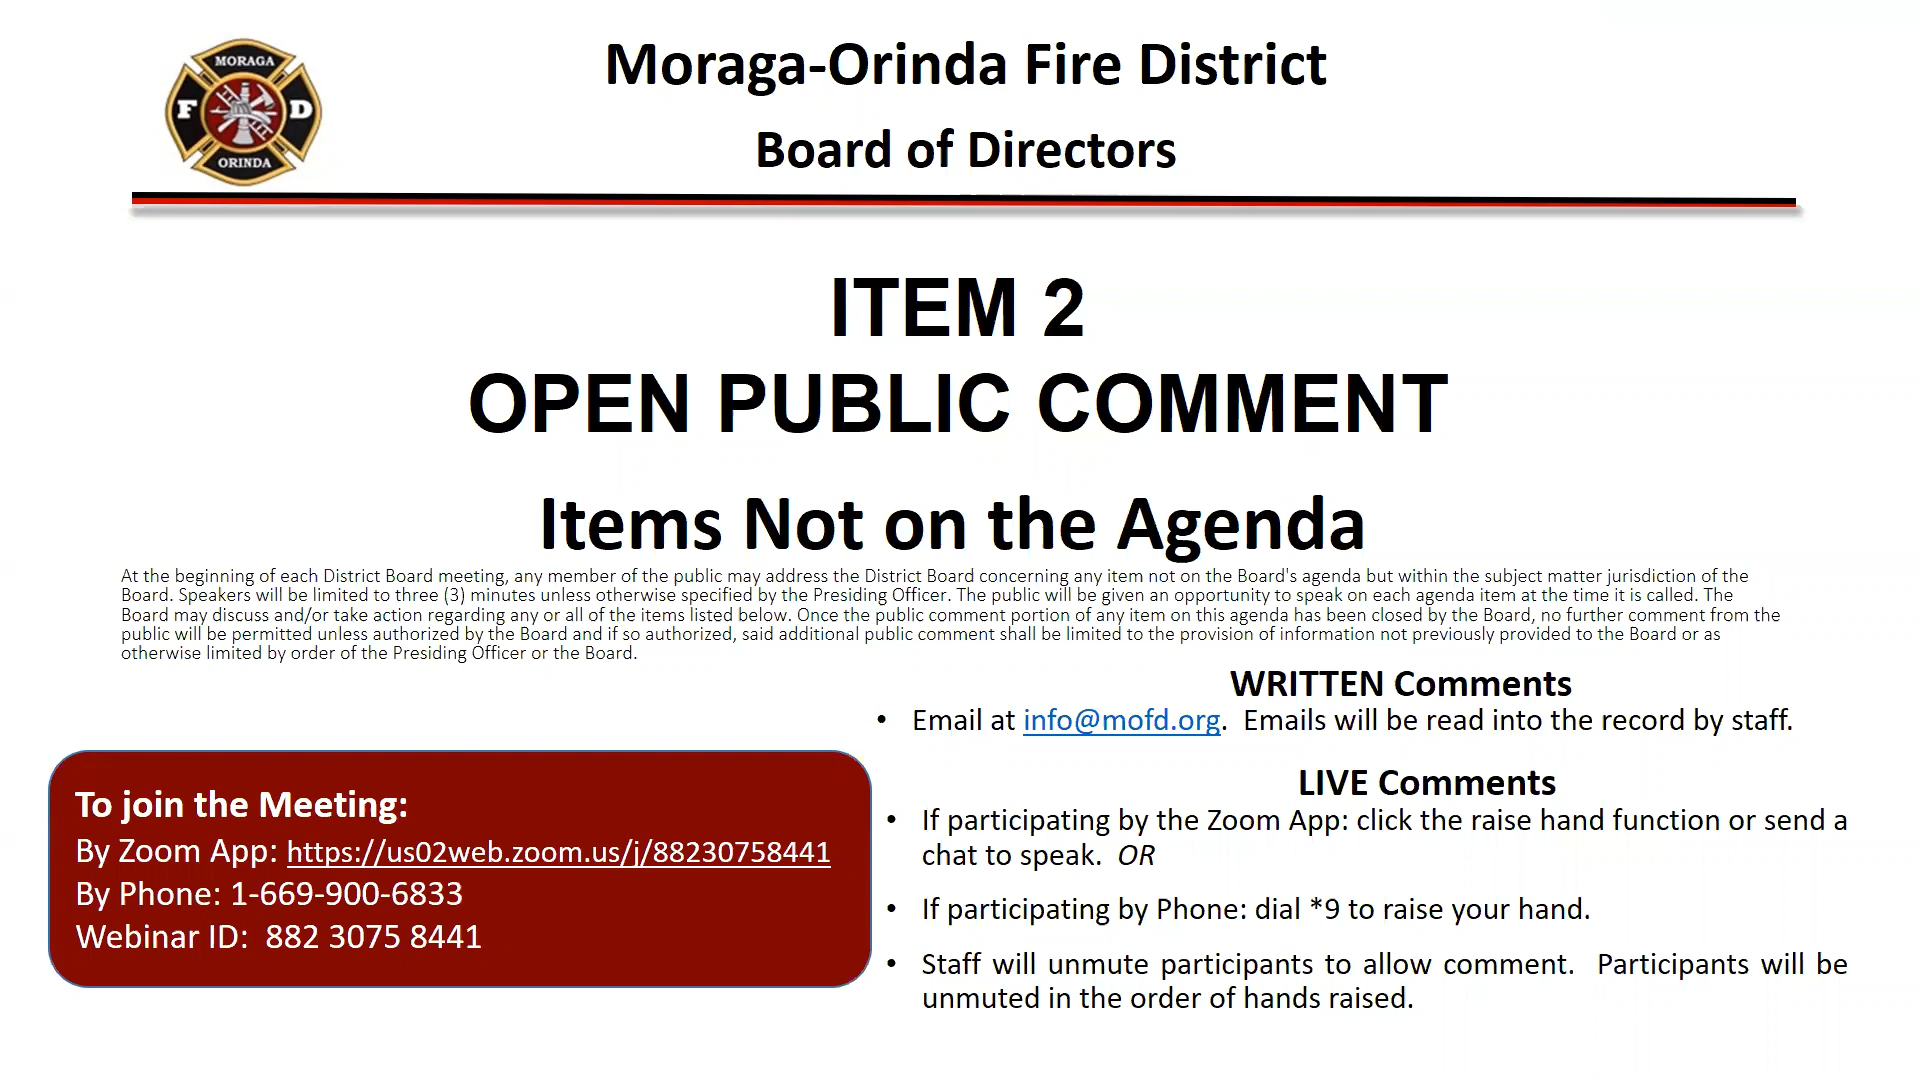 MORAGA
F D
ORINDA
Moraga-Orinda Fire District
Board of Directors
ITEM 2
OPEN PUBLIC COMMENT
Items Not on the Agenda
At the beginning of each District Board meeting, any member of the public may address the District Board concerning any item not on the Board's agenda but within the subject matter jurisdiction of the
Board. Speakers will be limited to three (3) minutes unless otherwise specified by the Presiding Officer. The public will be given an opportunity to speak on each agenda item at the time it is called. The
Board may discuss and/or take action regarding any or all of the items listed below. Once the public comment portion of any item on this agenda has been closed by the Board, no further comment from the
public will be permitted unless authorized by the Board and if so authorized, said additional public comment shall be limited to the provision of information not previously provided to the Board or as
otherwise limited by order of the Presiding Officer or the Board.
To join the Meeting:
By Zoom App: https://us02web.zoom.us/j/88230758441
By Phone: 1-669-900-6833
Webinar ID:  882 3075 8441
WRITTEN Comments
• Email at info@mofd.org.  Emails will be read into the record by staff.
LIVE Comments
• If participating by the Zoom App: click the raise hand function or send a
chat to speak.  OR
• If participating by Phone: dial *9 to raise your hand.
• Staff will unmute participants to allow comment.  Participants will be
unmuted in the order of hands raised.